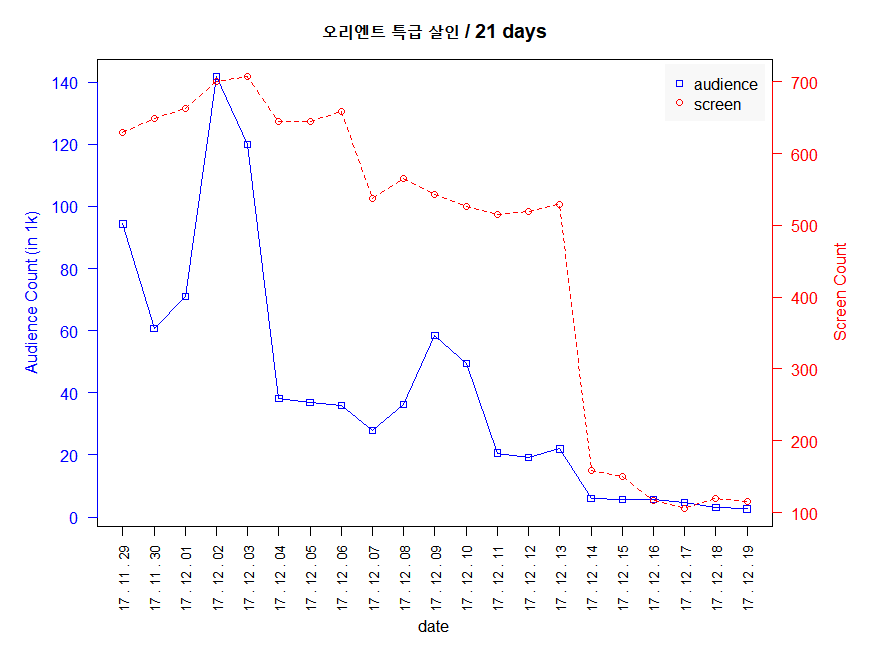 오리엔트 특급 살인 / 21 days
audience
screen
Audience Count (in 1k)
140
120
100
80
60
40
20
0
700
600
500
400
300
200
100
Screen Count
17 . 11 . 29
17 . 11 . 30
17 . 12 . 01
17 . 12 . 02
17 . 12 . 03
17 . 12 . 04
17 . 12 . 05
17 . 12 . 06
17 . 12 . 07
17 . 12 . 08
17 . 12 . 09
17 . 12 . 10
17 . 12 . 11
17 . 12 . 12
17 . 12 . 13
17 . 12 . 14
17 . 12 . 15
17 . 12 . 16
17 . 12 . 17
17 . 12 . 18
17 . 12 . 19
date